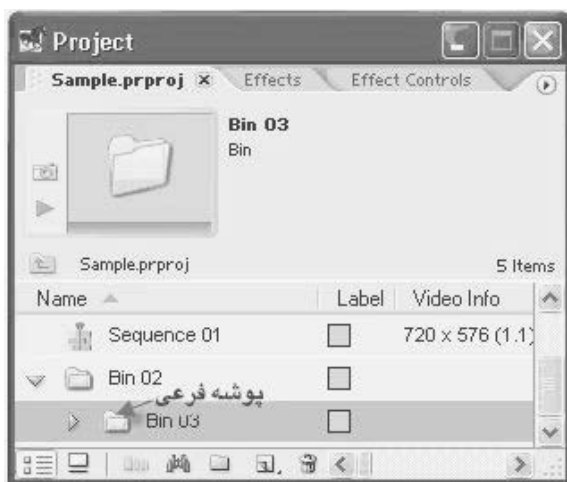 Project
Sample.prproj Effects Effect Controls
Bin 03
Bin
Sample.prproj 5 Items
Name Label Video Info
Sequence 01 720 x 576 (1.1)
Bin 02
پوشه فرعی
Bin 03